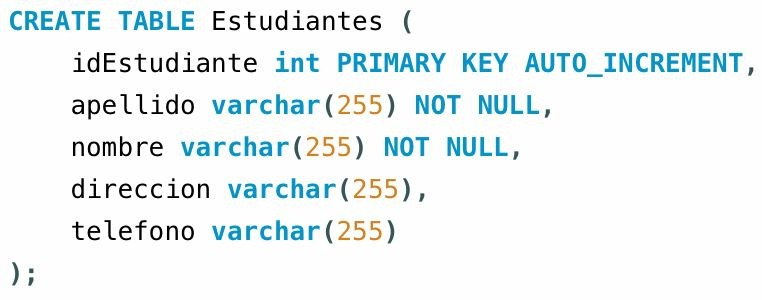 CREATE TABLE Estudiantes (
    idEstudiante int PRIMARY KEY AUTO_INCREMENT,
    apellido varchar(255) NOT NULL,
    nombre varchar(255) NOT NULL,
    direccion varchar(255),
    telefono varchar(255)
);